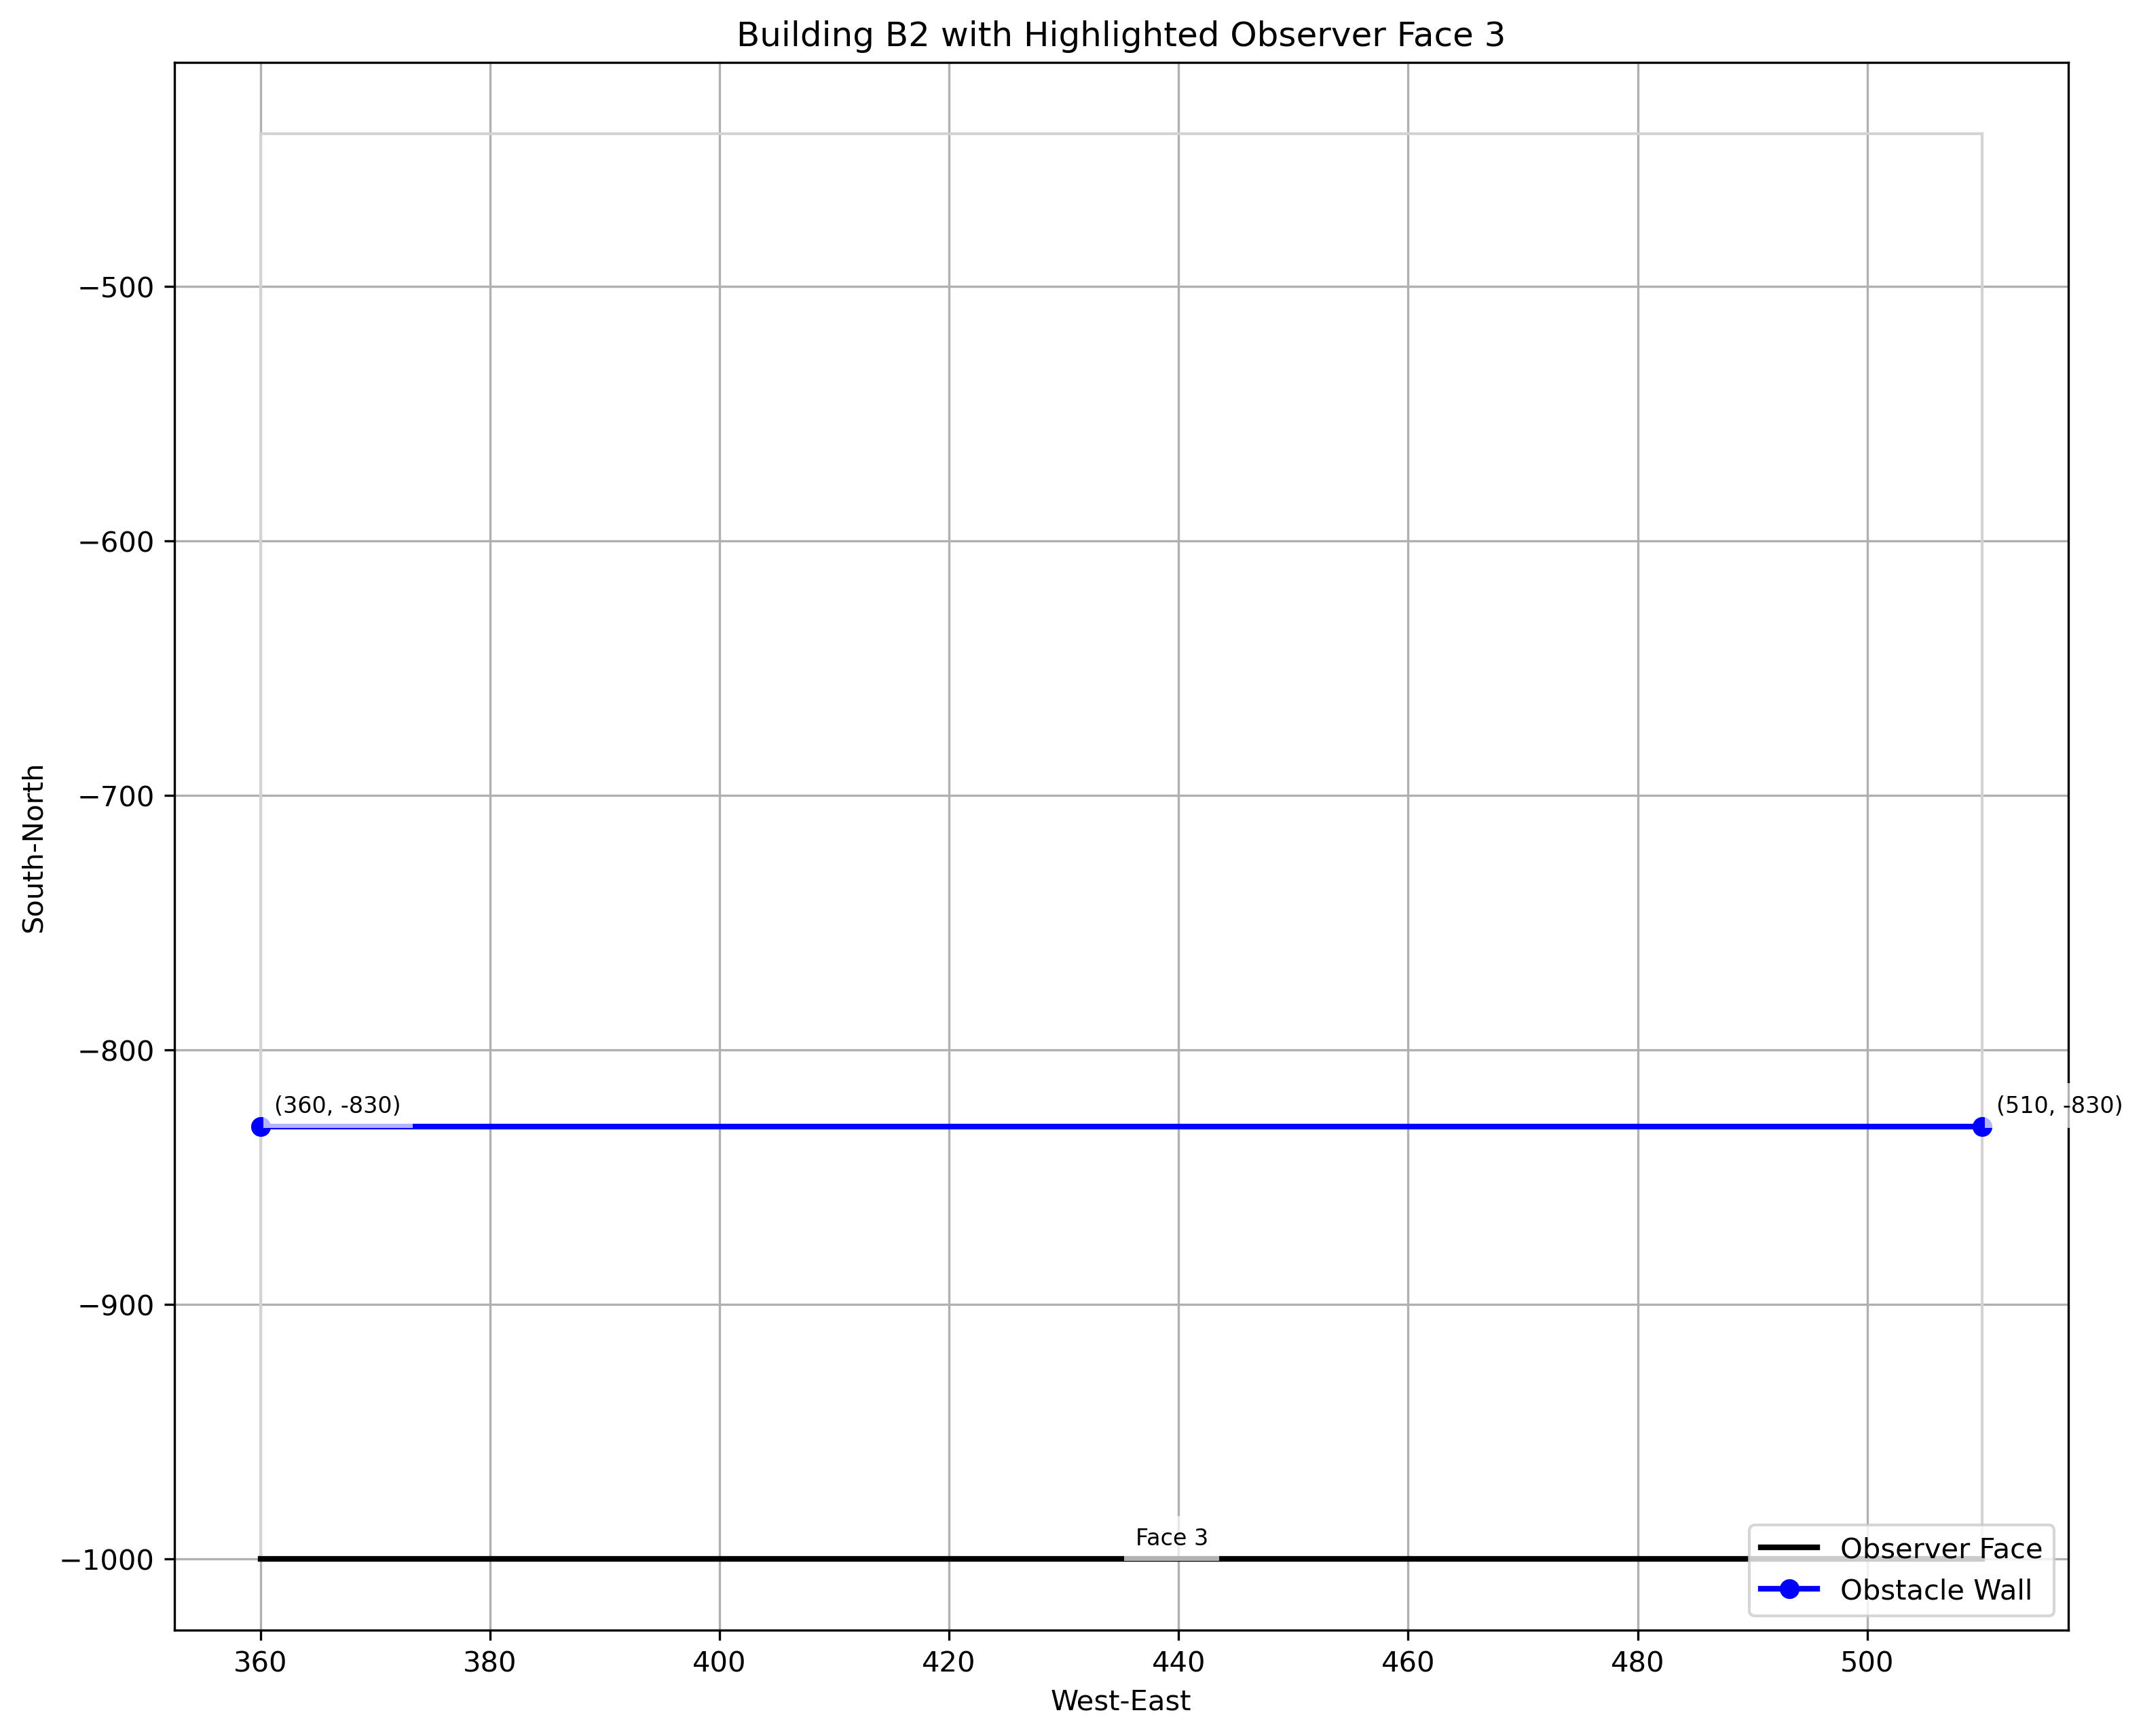 Building B2 with Highlighted Observer Face 3
−500
−600
−700
−800
−900
−1000
South-North
(360, -830)
(510, -830)
Face 3
Observer Face
Obstacle Wall
360
380
400
420
440
460
480
500
West-East